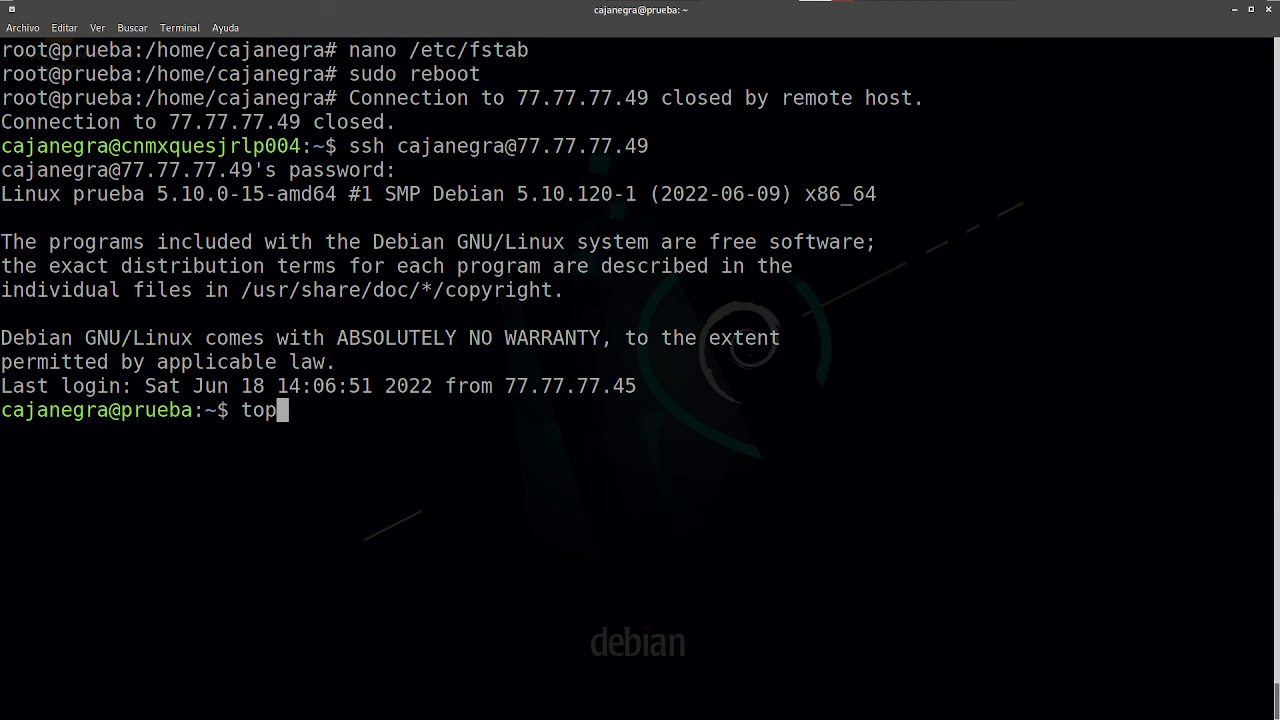 cajanegra@prueba: ~
Archivo Editar Ver Buscar Terminal Ayuda
root@prueba:/home/cajanegra# nano /etc/fstab
root@prueba:/home/cajanegra# sudo reboot
root@prueba:/home/cajanegra# Connection to 77.77.77.49 closed by remote host.
Connection to 77.77.77.49 closed.
cajanegra@cnmxquesjrlp004:~$ ssh cajanegra@77.77.77.49
cajanegra@77.77.77.49's password:
Linux prueba 5.10.0-15-amd64 #1 SMP Debian 5.10.120-1 (2022-06-09) x86_64
The programs included with the Debian GNU/Linux system are free software;
the exact distribution terms for each program are described in the
individual files in /usr/share/doc/*/copyright.
Debian GNU/Linux comes with ABSOLUTELY NO WARRANTY, to the extent
permitted by applicable law.
Last login: Sat Jun 18 14:06:51 2022 from 77.77.77.45
cajanegra@prueba:~$ top
debian